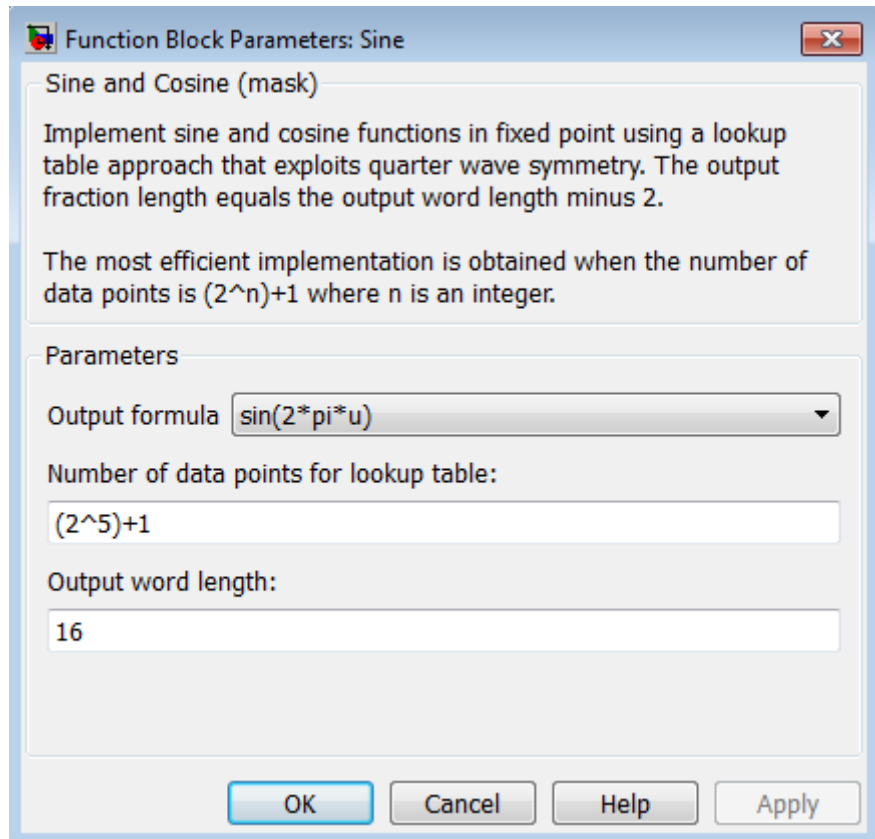 Function Block Parameters: Sine
Sine and Cosine (mask)
Implement sine and cosine functions in fixed point using a lookup
table approach that exploits quarter wave symmetry. The output
fraction length equals the output word length minus 2.
The most efficient implementation is obtained when the number of
data points is (2^n)+1 where n is an integer.
Parameters
Output formula sin(2*pi*u)
Number of data points for lookup table:
(2^5)+1
Output word length:
16
OK Cancel Help Apply